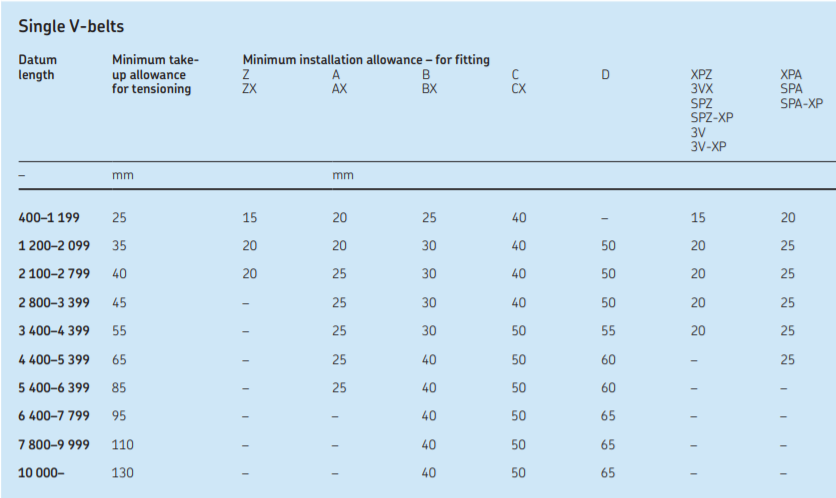 Single V-belts
Datum Minimum take- Minimum installation allowance – for fitting
length up allowance Z A B C D XPZ XPA
for tensioning ZX AX BX CX 3VX SPA
SPZ SPA-XP
SPZ-XP
3V
3V-XP
– mm mm
400–1 199 25 15 20 25 40 – 15 20
1 200–2 099 35 20 20 30 40 50 20 25
2 100–2 799 40 20 25 30 40 50 20 25
2 800–3 399 45 – 25 30 40 50 20 25
3 400–4 399 55 – 25 30 50 55 20 25
4 400–5 399 65 – 25 40 50 60 – 25
5 400–6 399 85 – 25 40 50 60 – –
6 400–7 799 95 – – 40 50 65 – –
7 800–9 999 110 – – 40 50 65 – –
10 000– 130 – – 40 50 65 – –